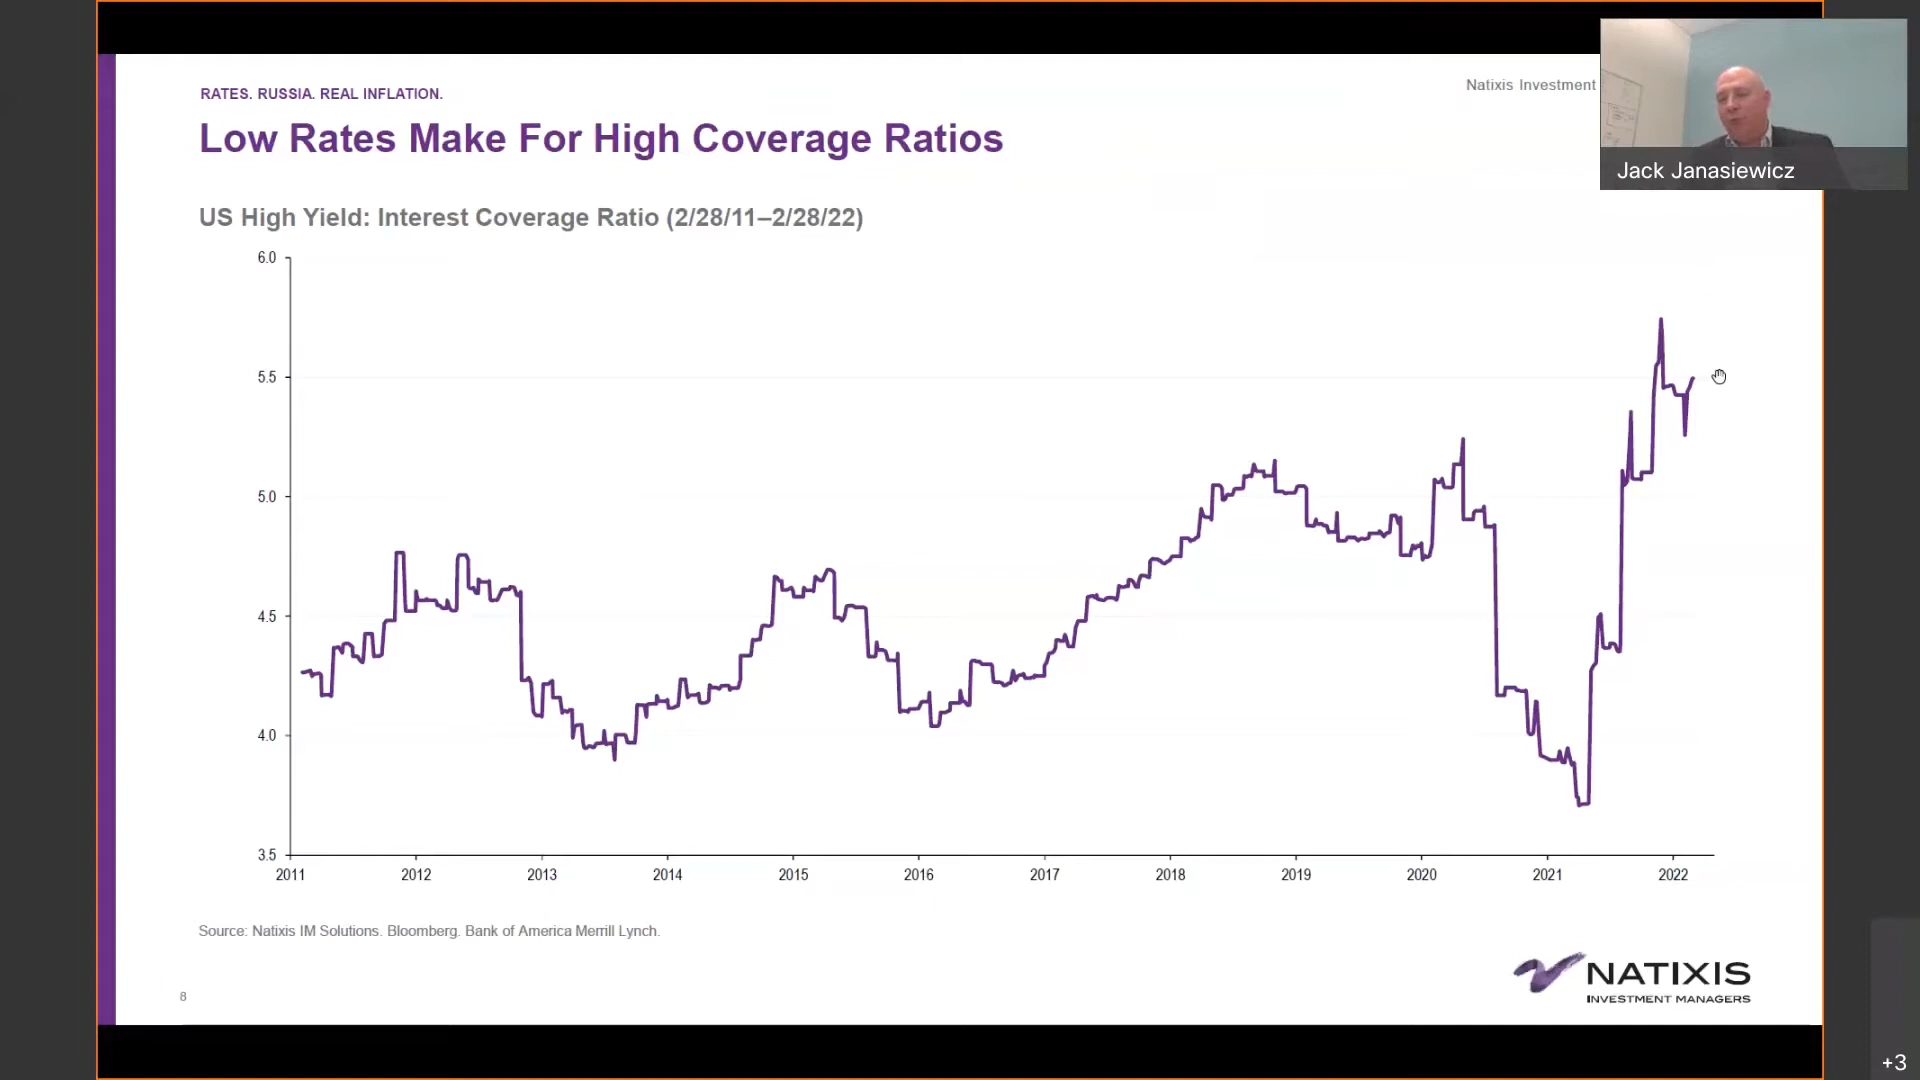 RATES. RUSSIA. REAL INFLATION.
Natixis Investment
Low Rates Make For High Coverage Ratios
Jack Janasiewicz
US High Yield: Interest Coverage Ratio (2/28/11–2/28/22)
6.0
5.5
5.0
4.5
4.0
3.5
2011 2012 2013 2014 2015 2016 2017 2018 2019 2020 2021 2022
Source: Natixis IM Solutions. Bloomberg. Bank of America Merrill Lynch.
NATIXIS
INVESTMENT MANAGERS
8
+3